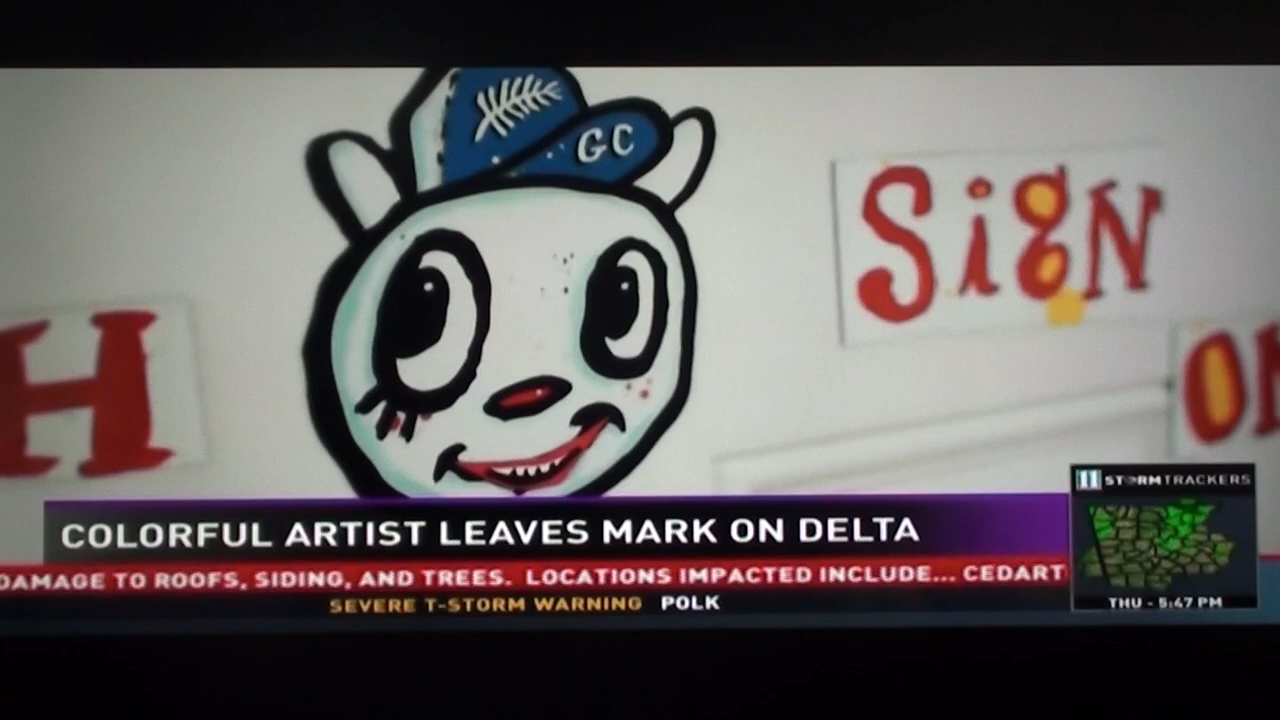 GC
SigN
H
ON
11 STORMTRACKERS
COLORFUL ARTIST LEAVES MARK ON DELTA
DAMAGE TO ROOFS, SIDING, AND TREES. LOCATIONS IMPACTED INCLUDE... CEDART
SEVERE T-STORM WARNING POLK
THU - 5:47 PM